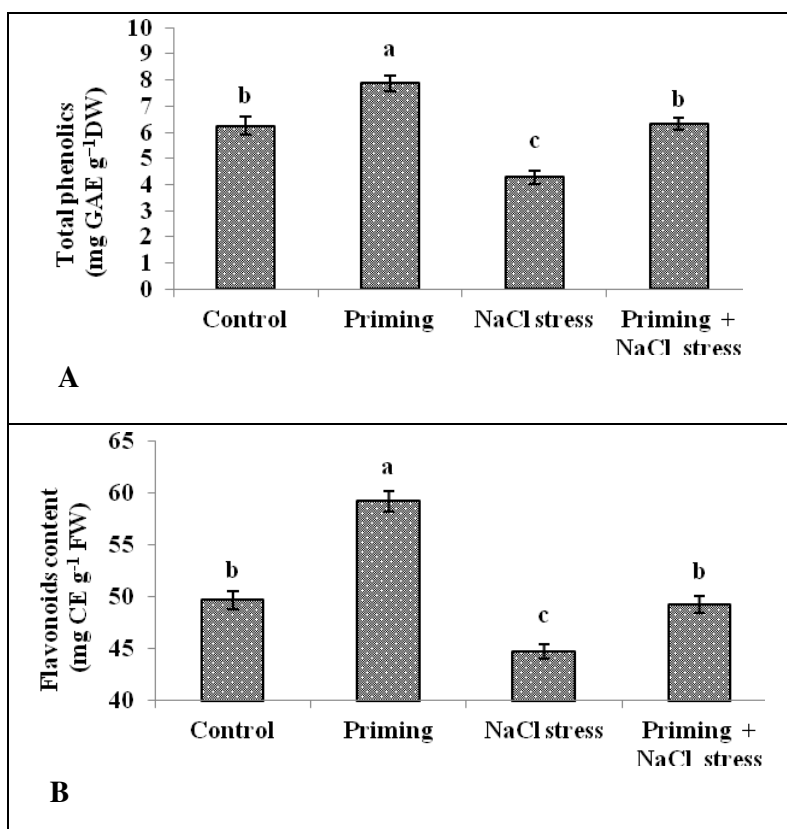 10
9
8
7
6
5
4
3
2
1
0
Total phenolics
(mg GAE g⁻¹DW)
b
a
c
b
Control
Priming
NaCl stress
Priming +
NaCl stress
A
65
60
55
50
45
40
Flavonoids content
(mg CE g⁻¹ FW)
b
a
c
b
Control
Priming
NaCl stress
Priming +
NaCl stress
B